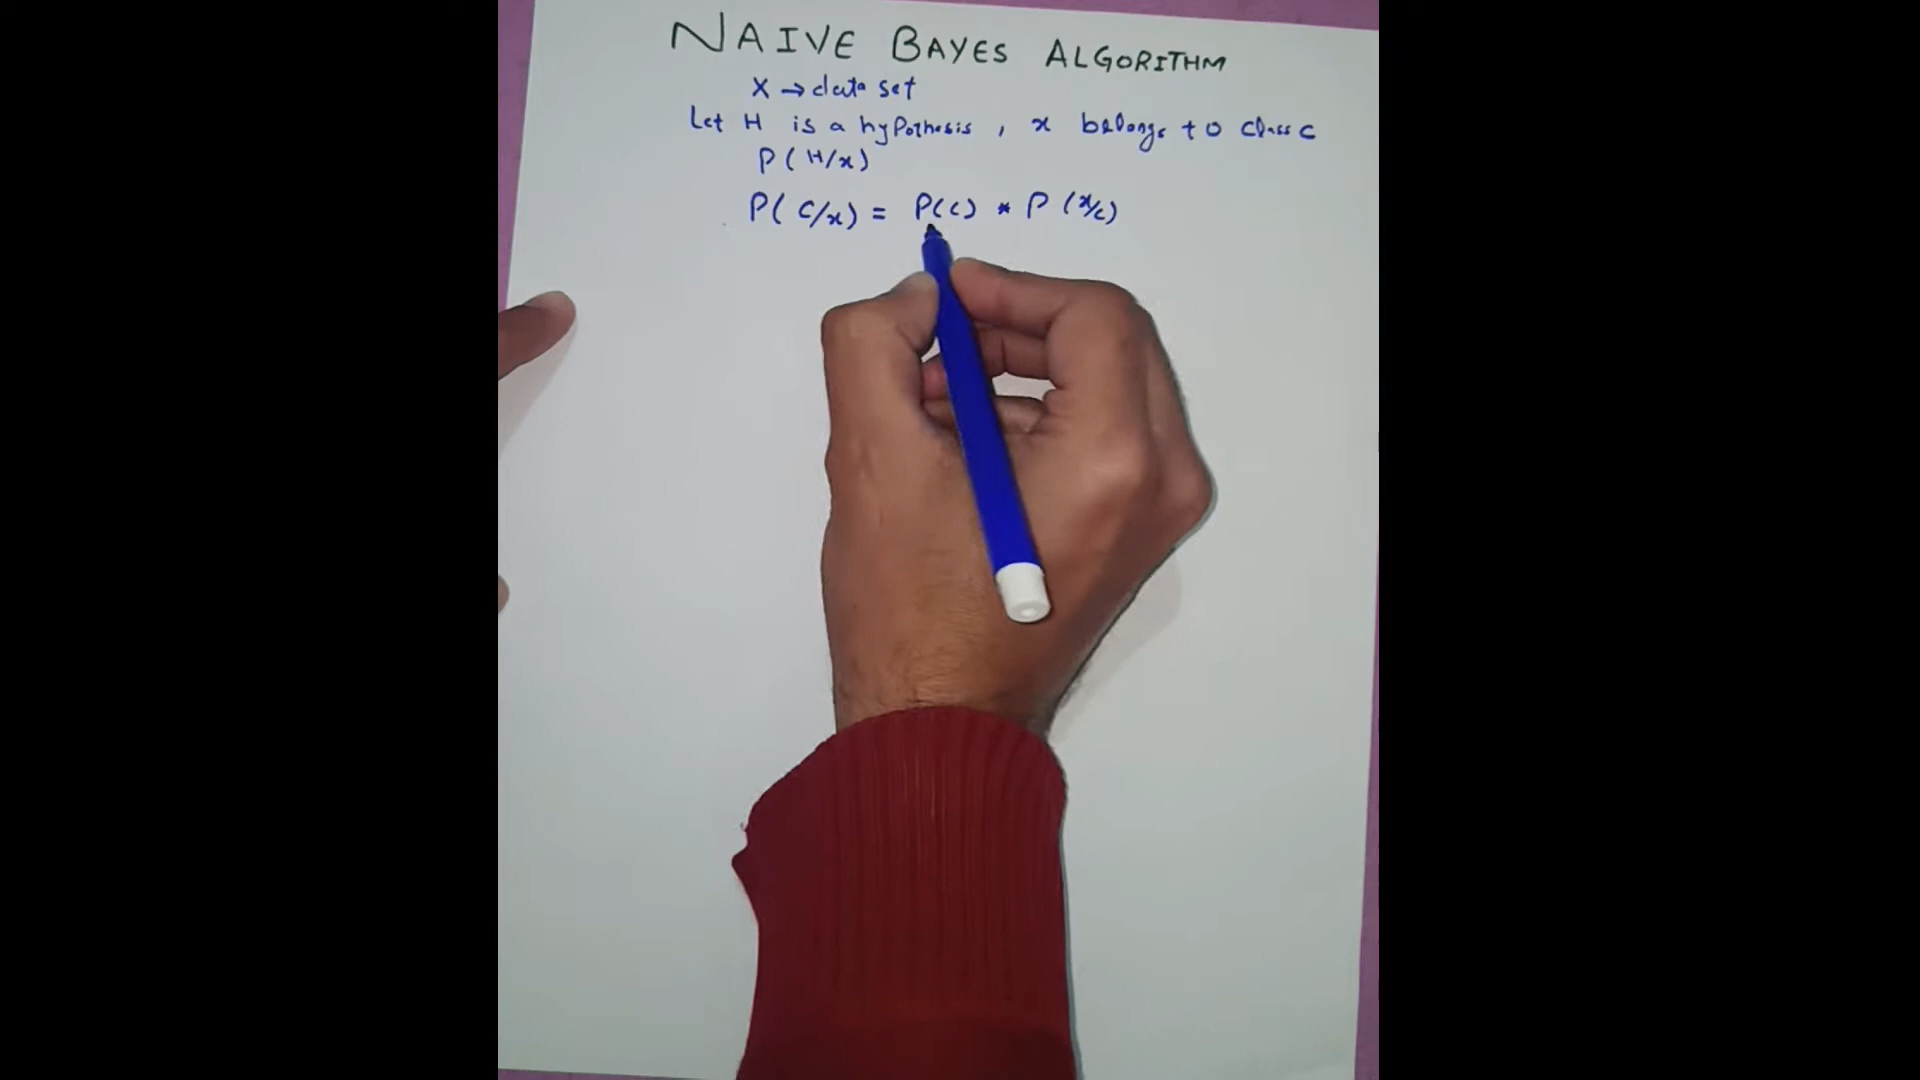 NAIVE BAYES ALGORITHM
X → data set
Let H is a hypothesis, x belongs to class c
P(H/x)
P(C/x) = P(c) * P(x/c)